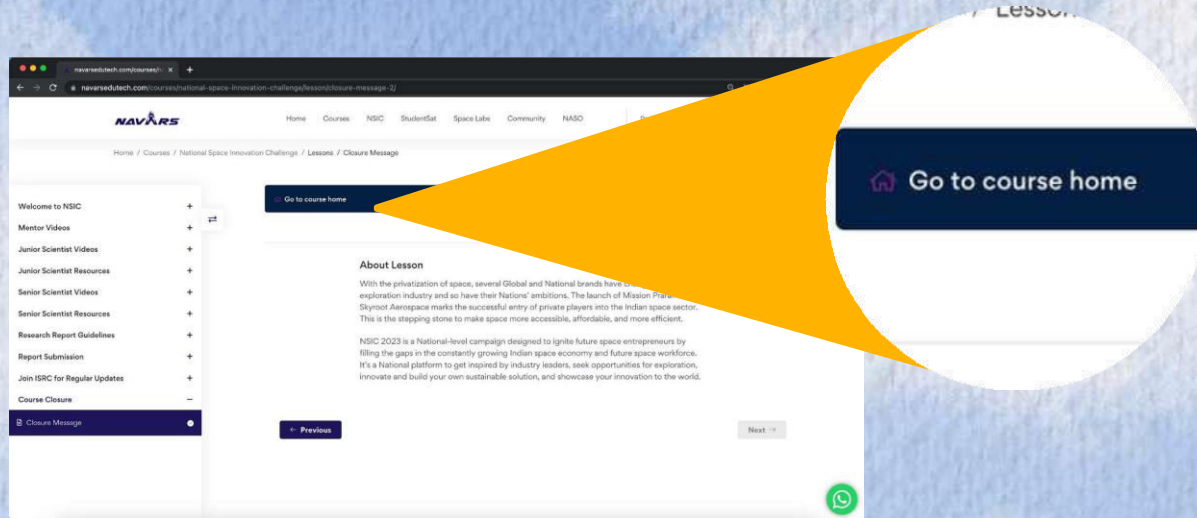 Lesson
navarsedutech.com/courses/n
navarsedutech.com/courses/national-space-innovation-challenge/lesson/closure-message-2/
NAVARS
Home Courses NSIC StudentSat Space Labs Community NASO
Home / Courses / National Space Innovation Challenge / Lessons / Closure Message
Go to course home
Go to course home
Welcome to NSIC
Mentor Videos
Junior Scientist Videos
Junior Scientist Resources
Senior Scientist Videos
Senior Scientist Resources
Research Report Guidelines
Report Submission
Join ISRC for Regular Updates
Course Closure
Closure Message
About Lesson
With the privatization of space, several Global and National brands have
exploration industry and so have their Nations' ambitions. The launch of Mission
Skyroot Aerospace marks the successful entry of private players into the Indian space sector.
This is the stepping stone to make space more accessible, affordable, and more efficient.
NSIC 2023 is a National-level campaign designed to ignite future space entrepreneurs by
filling the gaps in the constantly growing Indian space economy and future space workforce.
It's a National platform to get inspired by industry leaders, seek opportunities for exploration,
innovate and build your own sustainable solution, and showcase your innovation to the world.
← Previous
Next →